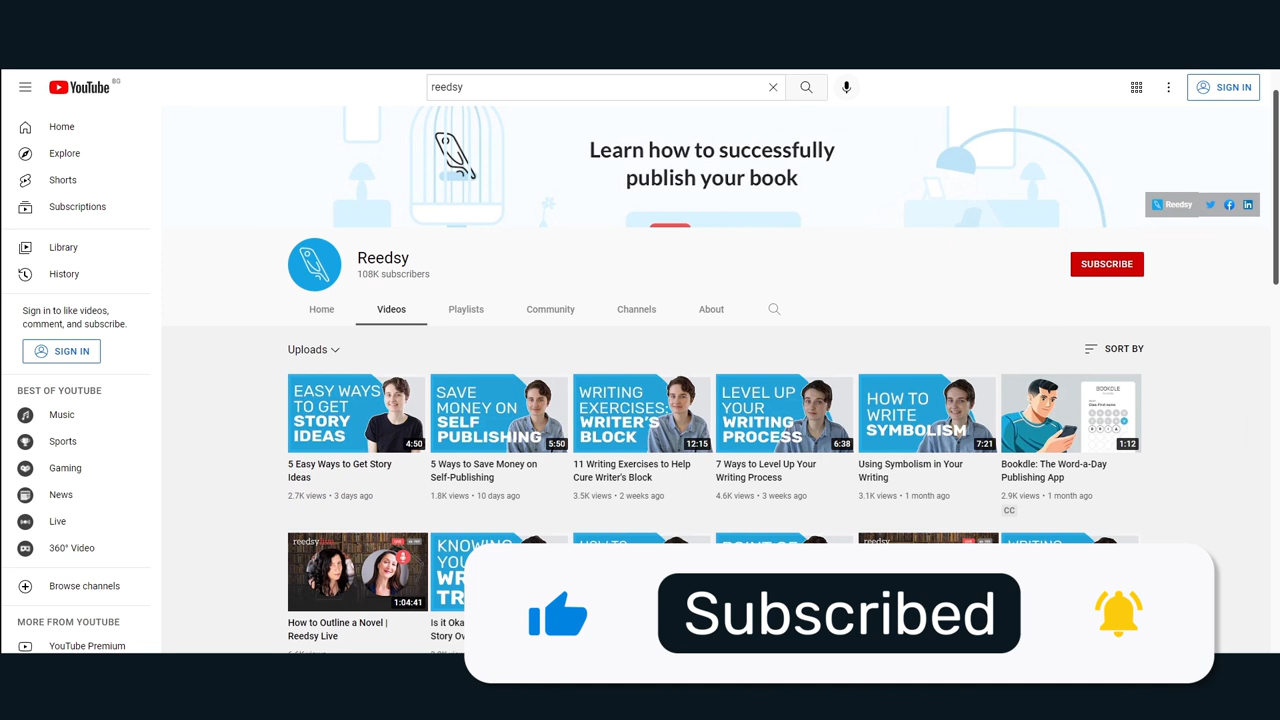 YouTube BG
reedsy
SIGN IN
Home
Explore
Shorts
Subscriptions
Library
History
Sign in to like videos,
comment, and subscribe.
SIGN IN
BEST OF YOUTUBE
Music
Sports
Gaming
News
Live
360° Video
Browse channels
MORE FROM YOUTUBE
YouTube Premium
Learn how to successfully
publish your book
Reedsy
Reedsy
108K subscribers
SUBSCRIBE
Home Videos Playlists Community Channels About
Uploads
SORT BY
EASY WAYS
TO GET
STORY
IDEAS
4:50
5 Easy Ways to Get Story
Ideas
2.7K views • 3 days ago
SAVE
MONEY ON
SELF
PUBLISHING
5:50
5 Ways to Save Money on
Self-Publishing
1.8K views • 10 days ago
WRITING
EXERCISES:
WRITER'S
BLOCK
12:15
11 Writing Exercises to Help
Cure Writer's Block
3.5K views • 2 weeks ago
LEVEL UP
YOUR
WRITING
PROCESS
6:38
7 Ways to Level Up Your
Writing Process
4.6K views • 3 weeks ago
HOW TO
WRITE
SYMBOLISM
7:21
Using Symbolism in Your
Writing
3.1K views • 1 month ago
BOOKDLE
1:12
Bookdle: The Word-a-Day
Publishing App
2.9K views • 1 month ago
CC
reedsy
1:04:41
How to Outline a Novel |
Reedsy Live
KNOWING
YOU
WR
TR
Is it Oka
Story Ov
reedsy
Subscribed